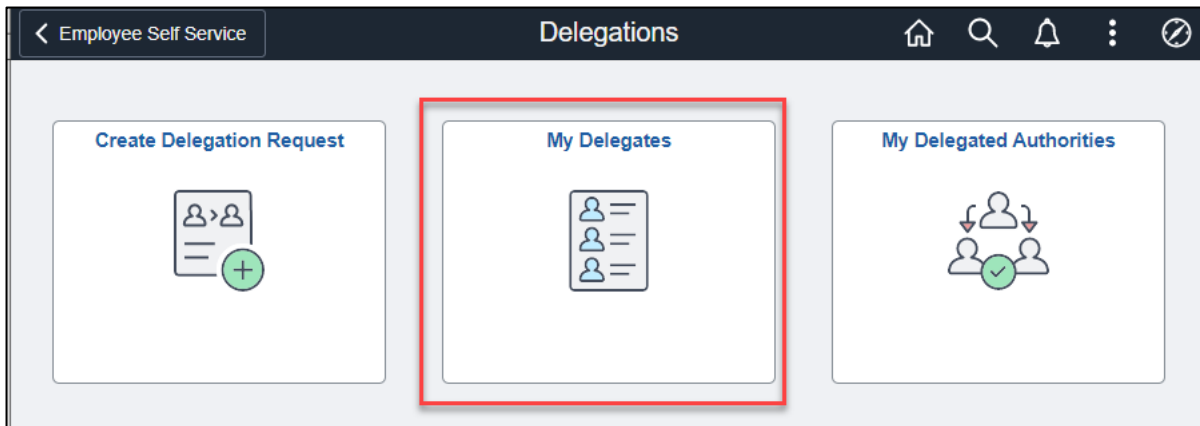 Employee Self Service
Delegations
Create Delegation Request
My Delegates
My Delegated Authorities